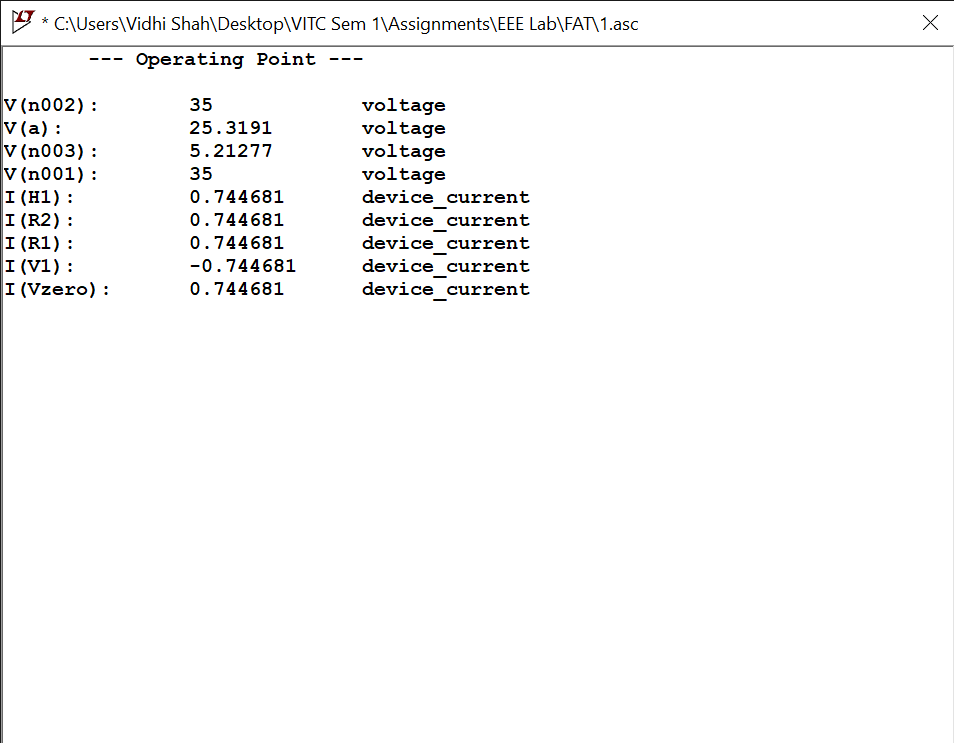 * C:\Users\Vidhi Shah\Desktop\VITC Sem 1\Assignments\EEE Lab\FAT\1.asc
--- Operating Point ---
V(n002): 35 voltage
V(a): 25.3191 voltage
V(n003): 5.21277 voltage
V(n001): 35 voltage
I(H1): 0.744681 device_current
I(R2): 0.744681 device_current
I(R1): 0.744681 device_current
I(V1): -0.744681 device_current
I(Vzero): 0.744681 device_current